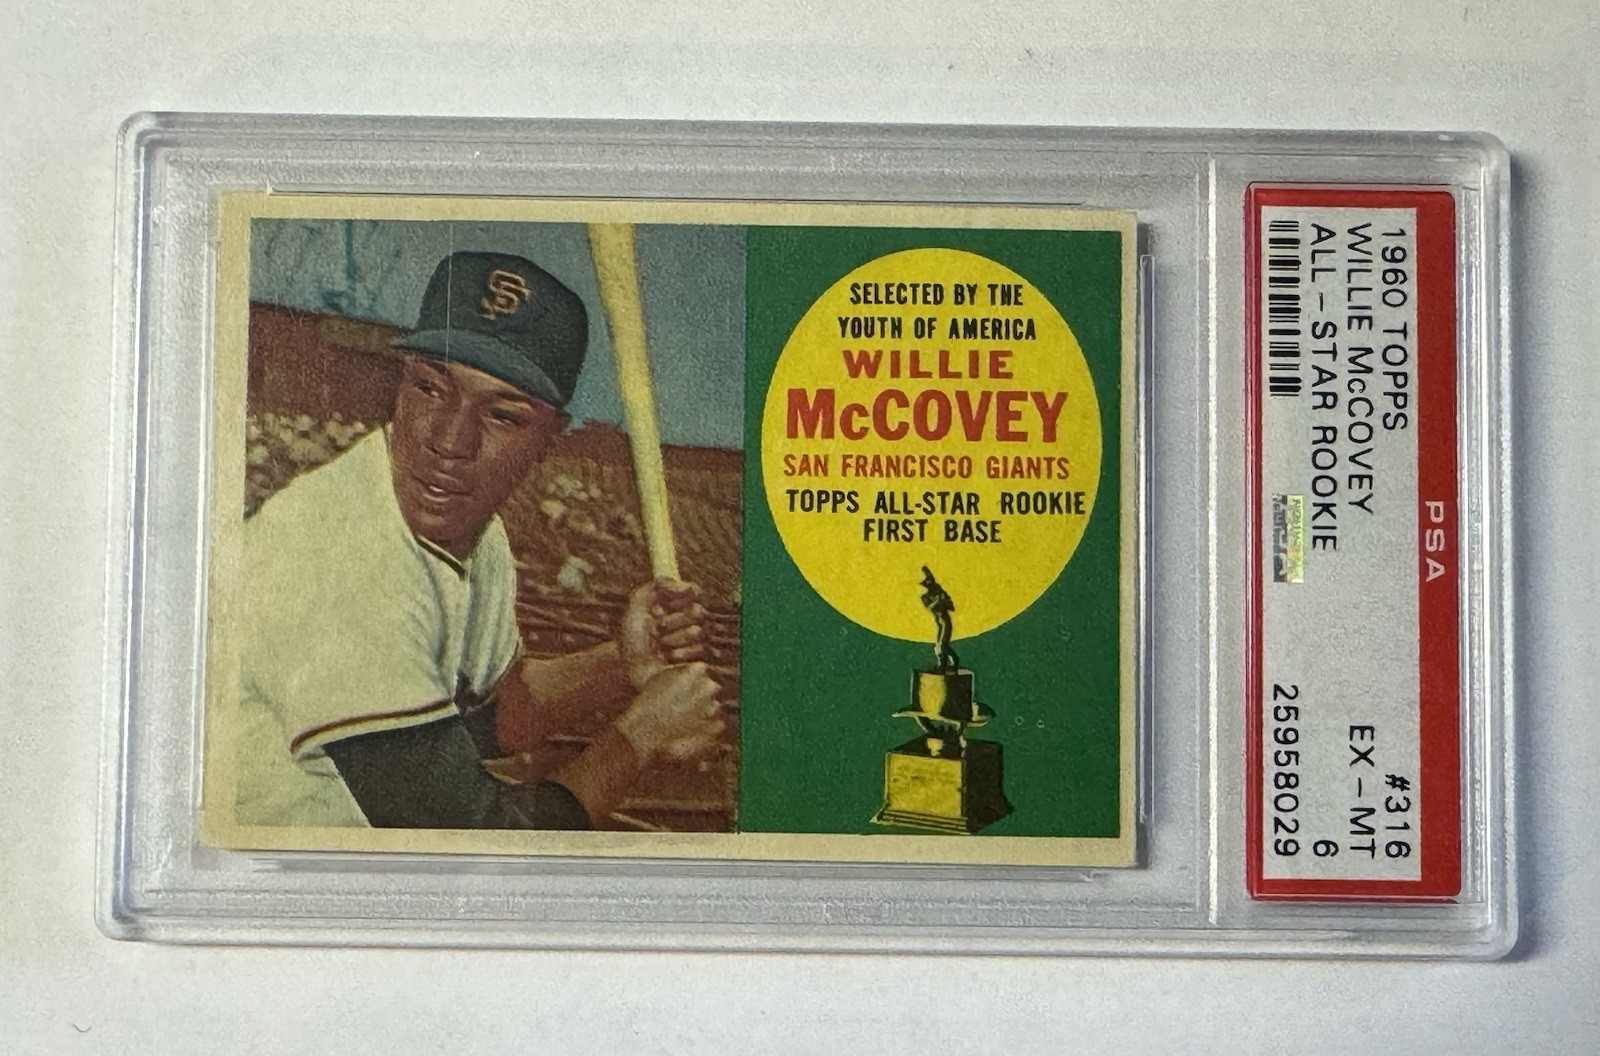 SF
SELECTED BY THE
YOUTH OF AMERICA
WILLIE
McCOVEY
SAN FRANCISCO GIANTS
TOPPS ALL-STAR ROOKIE
FIRST BASE
PSA
1960 TOPPS #316
WILLIE McCOVEY EX-MT
ALL-STAR ROOKIE 6
25958029